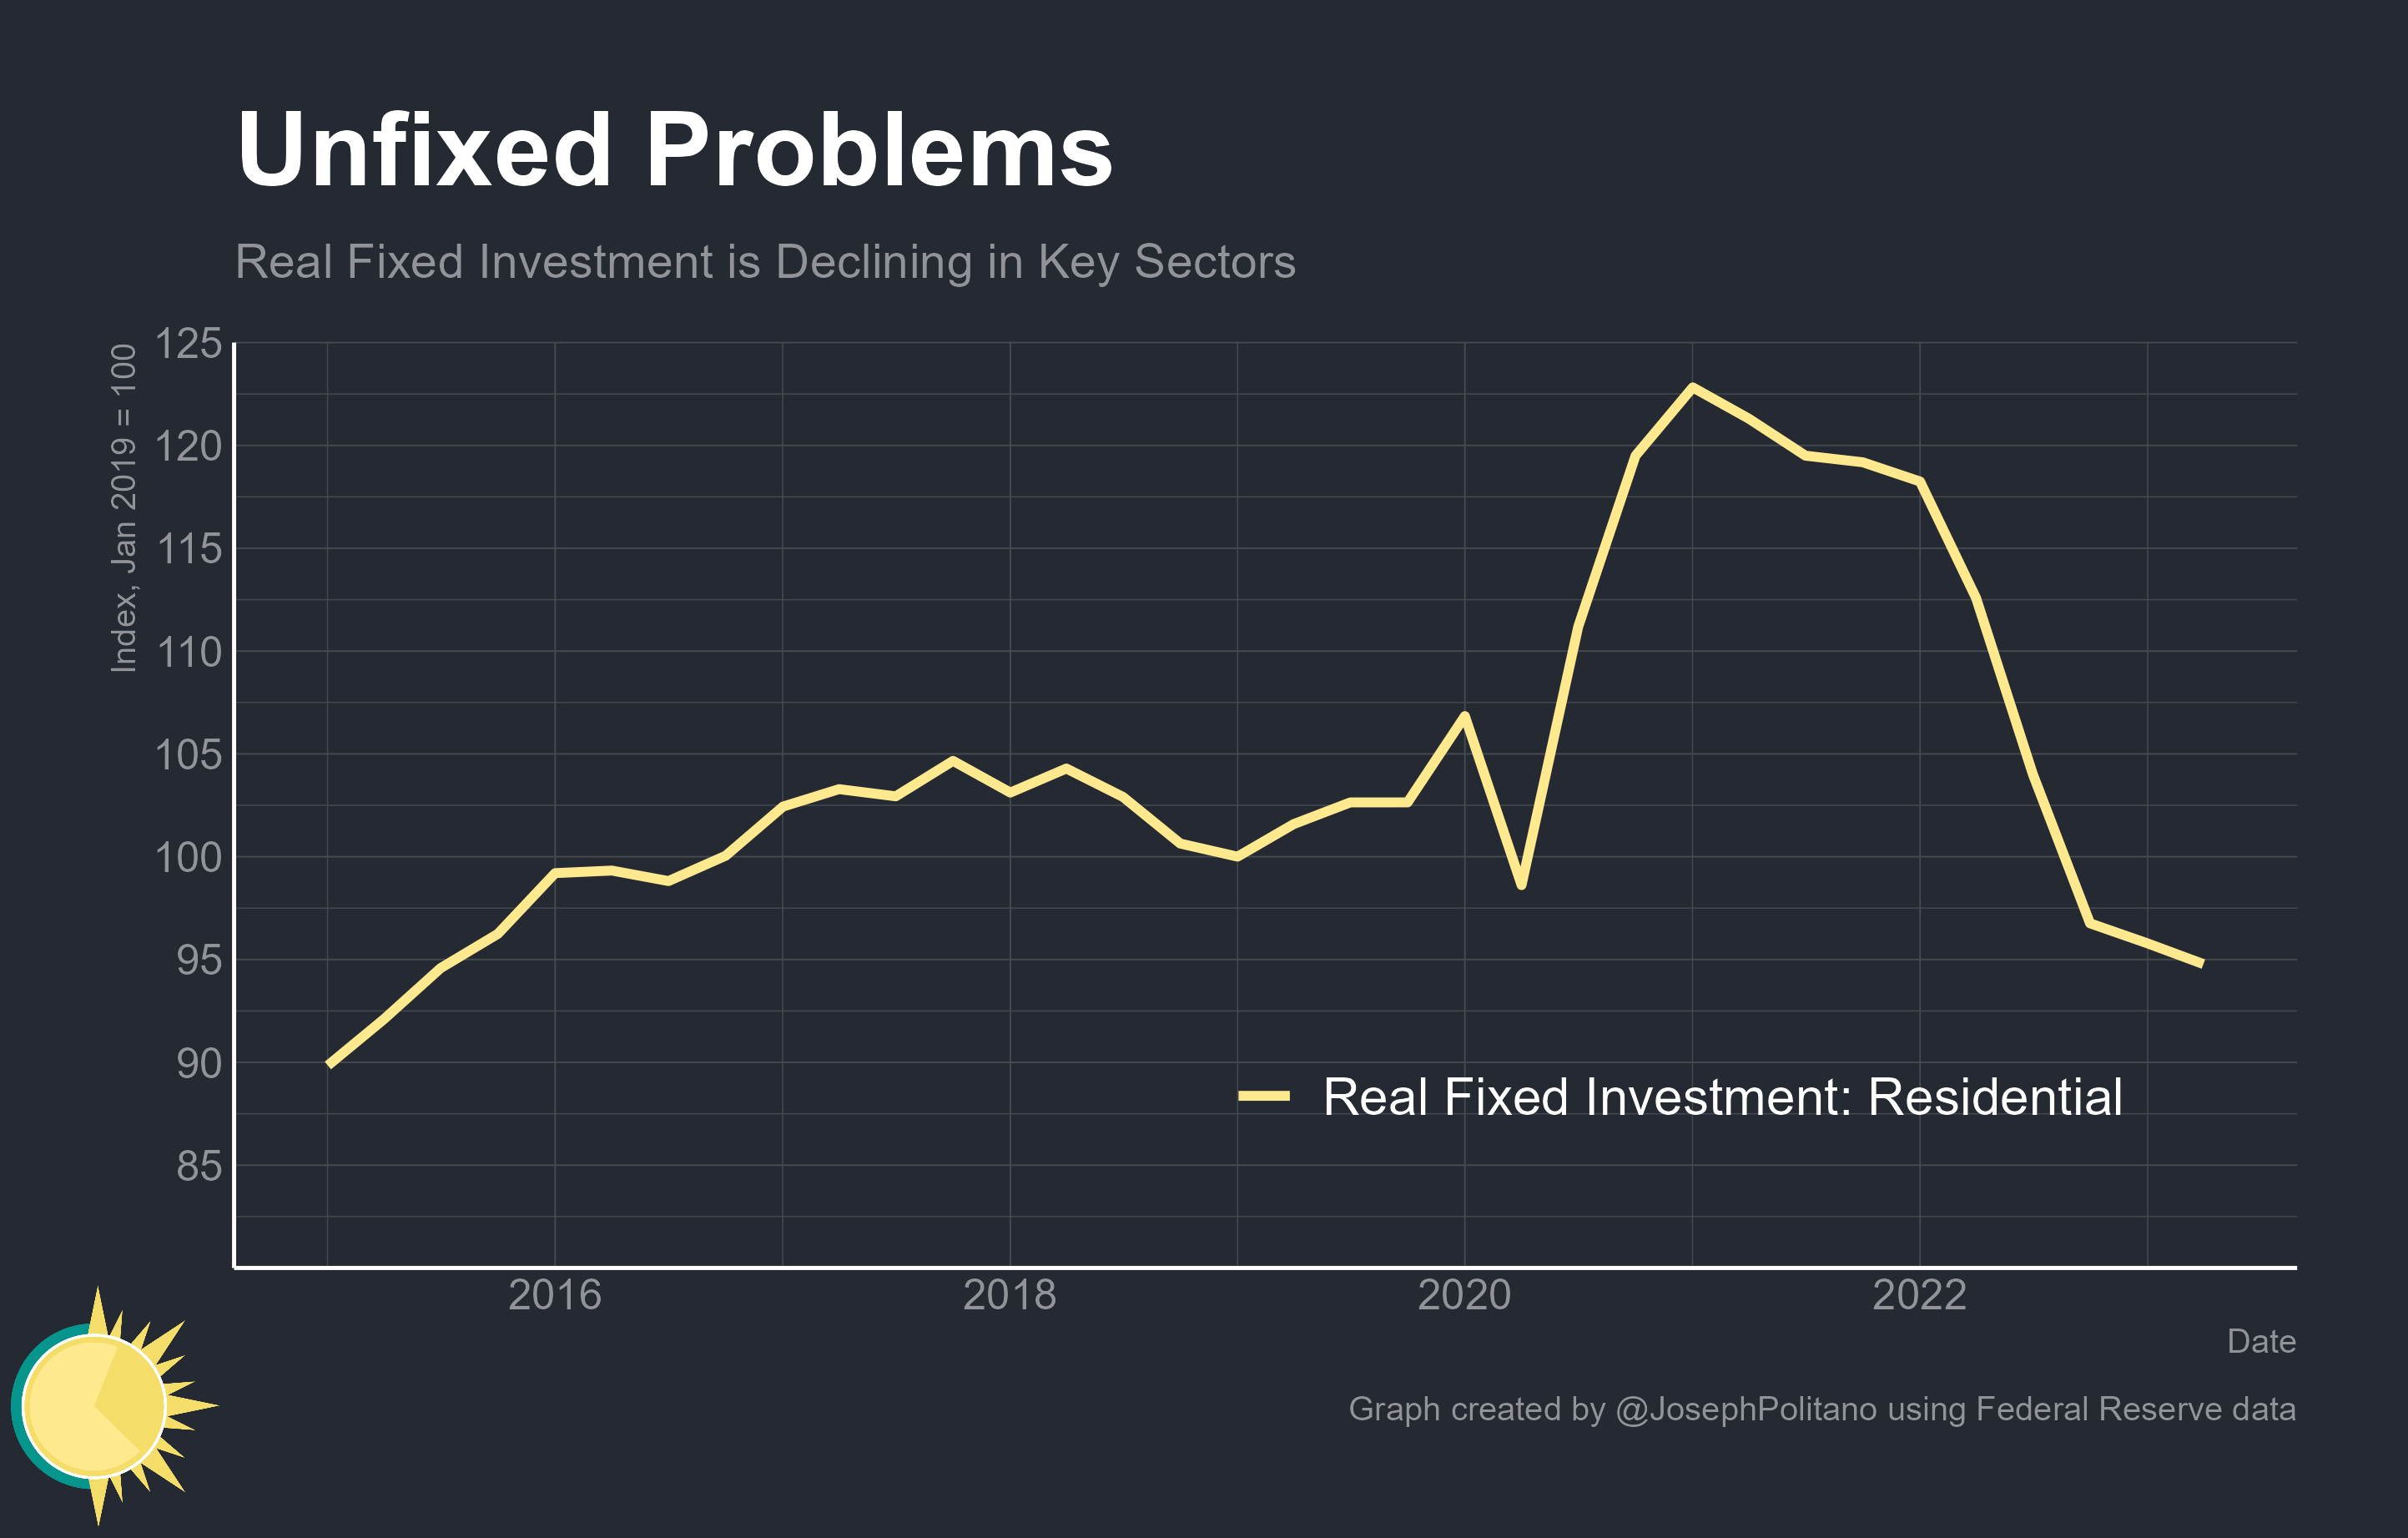 Unfixed Problems
Real Fixed Investment is Declining in Key Sectors
Index, Jan 2019 = 100
125
120
115
110
105
100
95
90
85
Real Fixed Investment: Residential
2016 2018 2020 2022
Date
Graph created by @JosephPolitano using Federal Reserve data